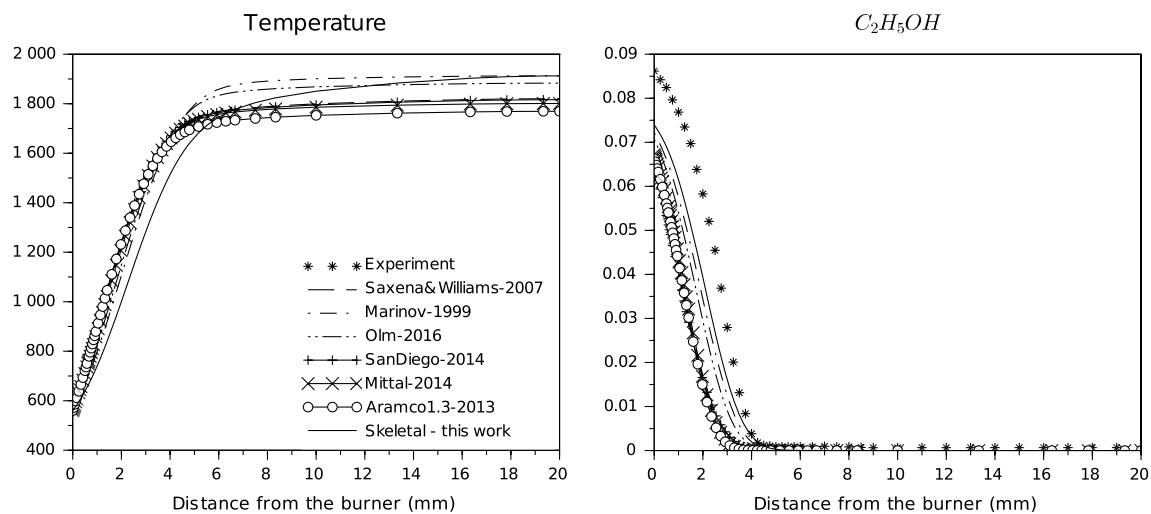 Temperature
2 000
1 800
1 600
1 400
1 200
1 000
800
600
400
0 2 4 6 8 10 12 14 16 18 20
Distance from the burner (mm)
Experiment
Saxena&Williams-2007
Marinov-1999
Olm-2016
SanDiego-2014
Mittal-2014
Aramco1.3-2013
Skeletal - this work
C₂H₅OH
0.09
0.08
0.07
0.06
0.05
0.04
0.03
0.02
0.01
0
0 2 4 6 8 10 12 14 16 18 20
Distance from the burner (mm)